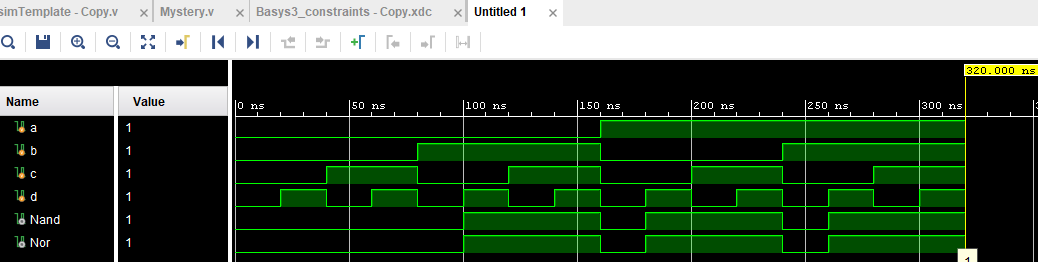 simTemplate - Copy.v × Mystery.v × Basys3_constraints - Copy.xdc × Untitled 1 ×
320.000 ns
Name Value
0 ns 50 ns 100 ns 150 ns 200 ns 250 ns 300 ns
a 1
b 1
c 1
d 1
Nand 1
Nor 1